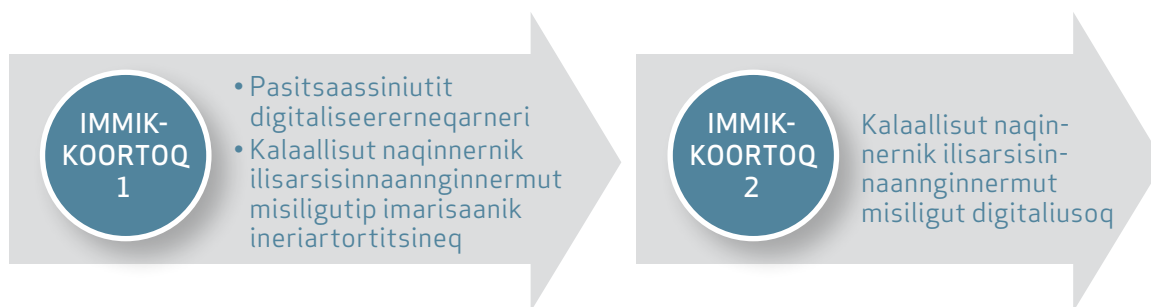 IMMIK-
KOORTOQ
1
• Pasitsaassiniutit
digitaliseererneqarneri
• Kalaallisut naqinnernik
ilisarsisinnaannginnermut
misiligutip imarisaanik
ineriartortitsineq
IMMIK-
KOORTOQ
2
Kalaallisut naqin-
nernik ilisarsisin-
naannginnermut
misiligut digitaliusoq